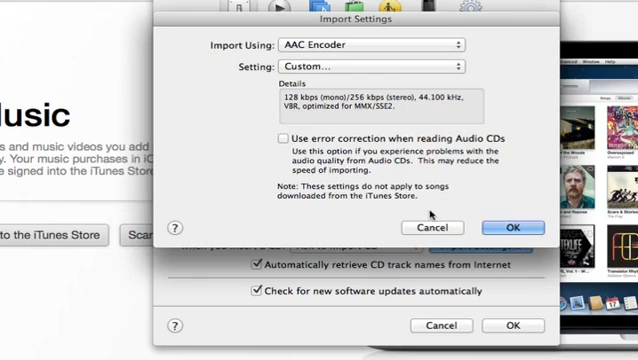 Import Settings
Import Using: AAC Encoder
Setting: Custom...
Details
128 kbps (mono)/256 kbps (stereo), 44.100 kHz,
VBR, optimized for MMX/SSE2.
Use error correction when reading Audio CDs
Use this option if you experience problems with the
audio quality from Audio CDs. This may reduce the
speed of importing.
Note: These settings do not apply to songs
downloaded from the iTunes Store.
? Cancel OK
usic
s and music videos you add
. Your music purchases in iC
e signed into the iTunes Store
to the iTunes Store
Scan
Automatically retrieve CD track names from Internet
Check for new software updates automatically
? Cancel OK